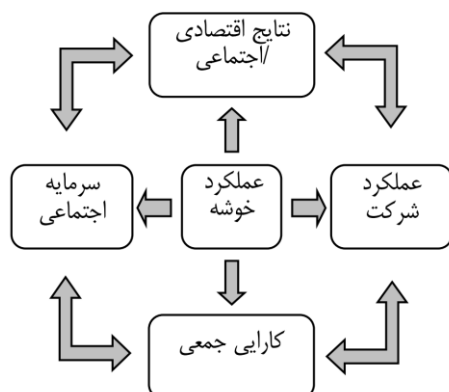 نتایج اقتصادی
/اجتماعی
عملکرد
شرکت
عملکرد
خوشه
سرمایه
اجتماعی
کارایی جمعی